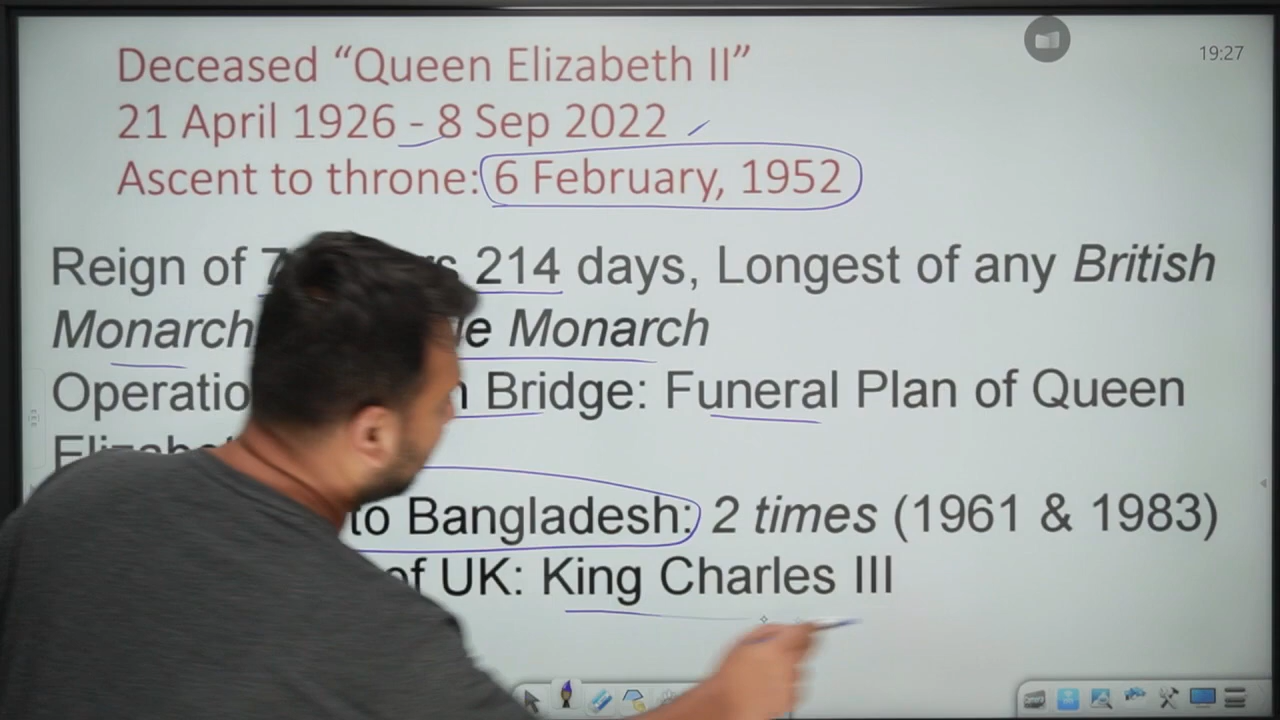 Deceased “Queen Elizabeth II”
21 April 1926 - 8 Sep 2022
Ascent to throne: 6 February, 1952
Reign of 214 days, Longest of any British
Monarch Monarch
Bridge: Funeral Plan of Queen
to Bangladesh: 2 times (1961 & 1983)
of UK: King Charles III
19:27